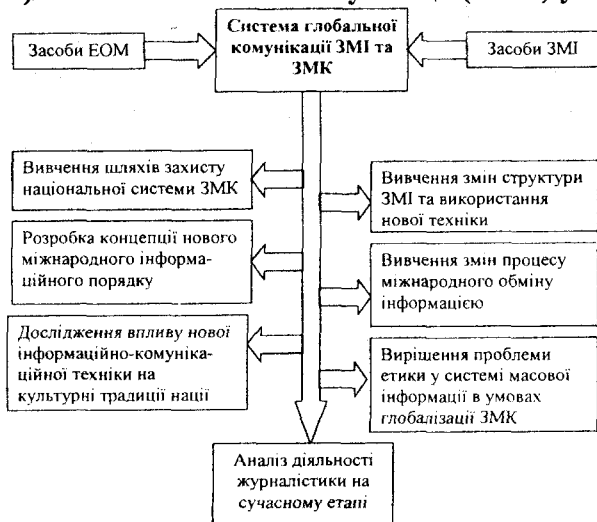 Система глобальної
комунікації ЗМІ та
ЗМК
Засоби ЕОМ
Засоби ЗМІ
Вивчення шляхів захисту
національної системи ЗМК
Розробка концепції нового
міжнародного інформа-
ційного порядку
Дослідження впливу нової
інформаційно-комуніка-
ційної техніки на
культурні традиції нації
Вивчення змін структури
ЗМІ та використання
нової техніки
Вивчення змін процесу
міжнародного обміну
інформацією
Вирішення проблеми
етики у системі масової
інформації в умовах
глобалізації ЗМК
Аналіз діяльності
журналістики на
сучасному етапі